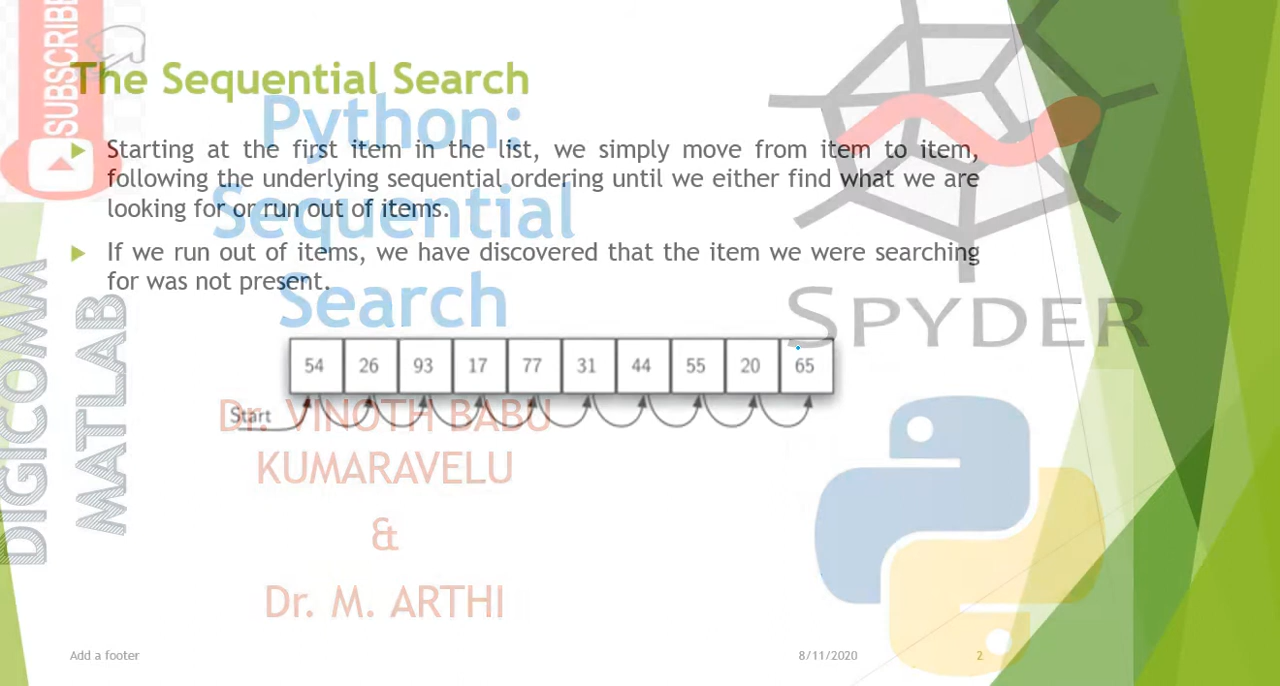 SUBSCRIBE
The Sequential Search
Python:
Starting at the first item in the list, we simply move from item to item,
following the underlying sequential ordering until we either find what we are
looking for or run out of items.
Sequential
If we run out of items, we have discovered that the item we were searching
for was not present.
Search
SPYDER
DIGICOMM
MATLAB
54 26 93 17 77 31 44 55 20 65
Start
Dr. VINOTH BABU
KUMARAVELU
&
Dr. M. ARTHI
Add a footer
8/11/2020
2